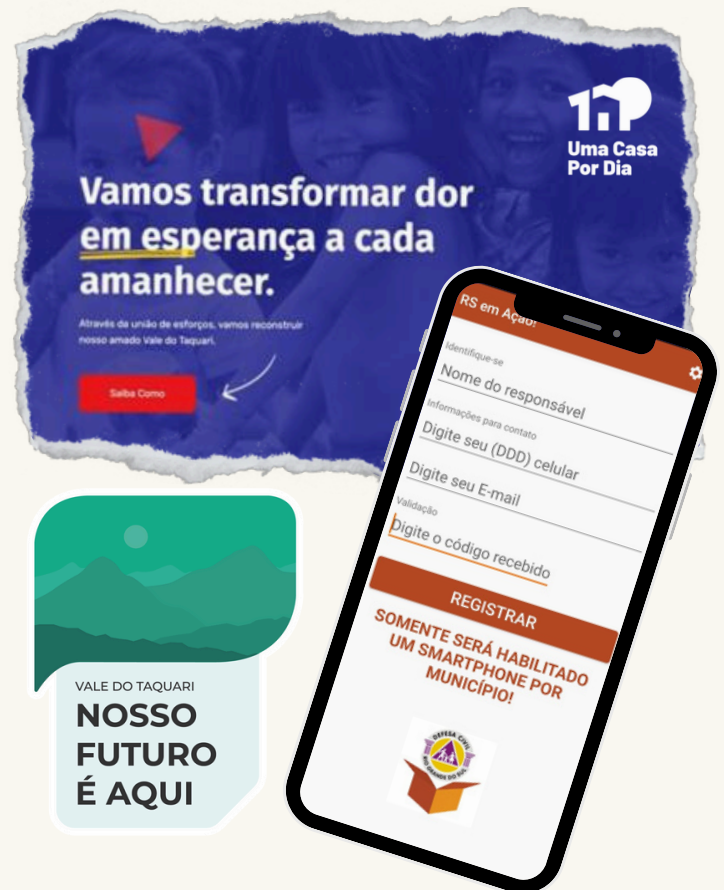 Uma Casa
Por Dia
Vamos transformar dor
em esperança a cada
amanhecer.
Através da união de esforços, vamos reconstruir
nosso amado Vale do Taquari.
Saiba Como
RS em Ação!
Identifique-se
Nome do responsável
Informações para contato
Digite seu (DDD) celular
Digite seu E-mail
Validação
Digite o código recebido
REGISTRAR
SOMENTE SERÁ HABILITADO
UM SMARTPHONE POR
MUNICÍPIO!
DEFESA CIVIL
RIO GRANDE DO SUL
VALE DO TAQUARI
NOSSO
FUTURO
É AQUI